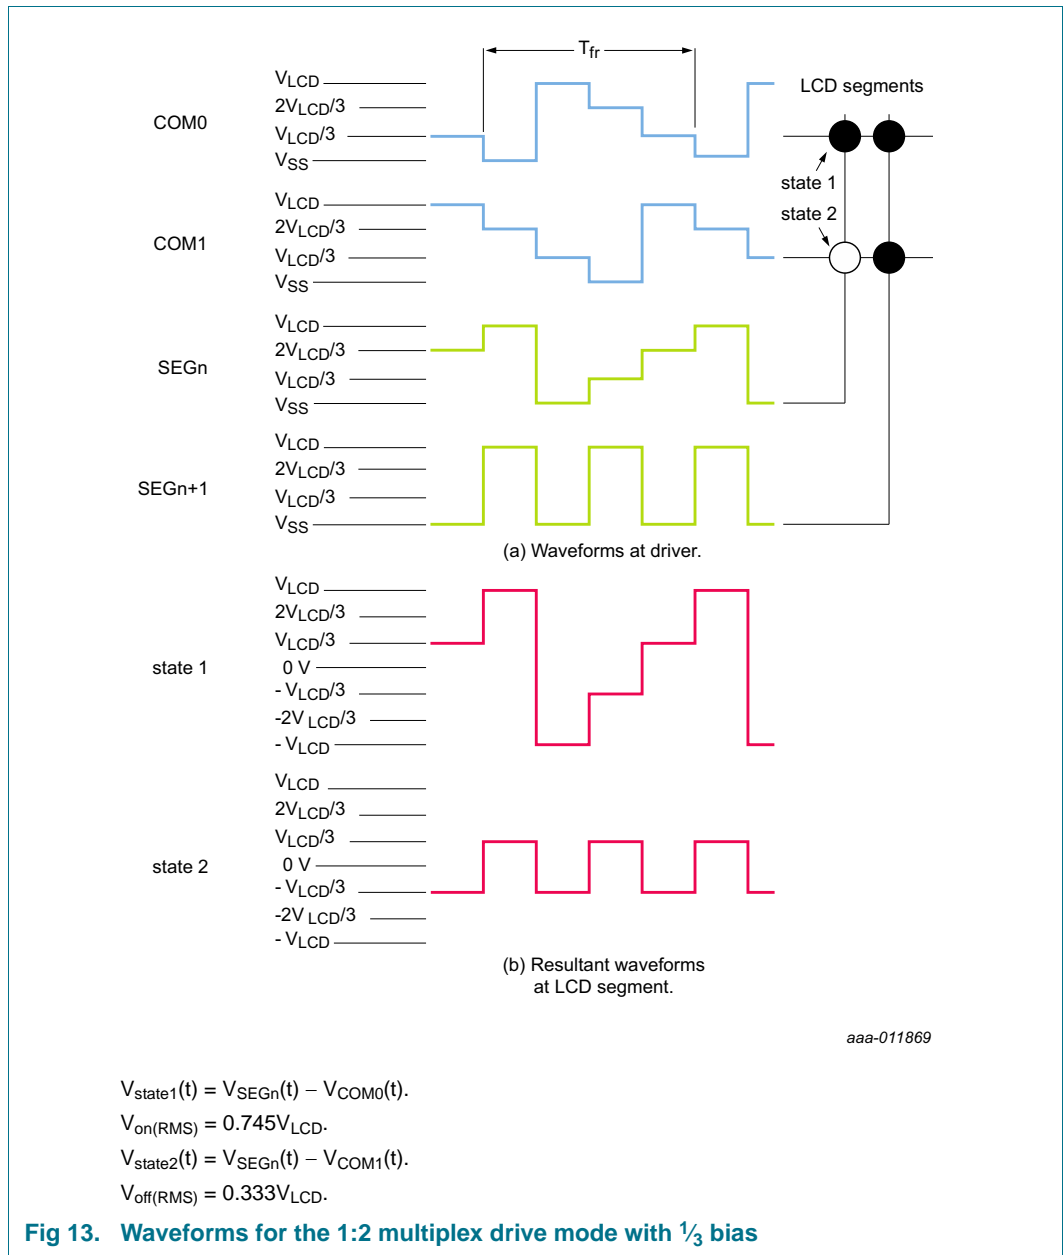 T_fr
V_LCD
2V_LCD/3
COM0
V_LCD/3
V_SS
LCD segments
state 1
state 2
V_LCD
2V_LCD/3
COM1
V_LCD/3
V_SS
V_LCD
2V_LCD/3
SEGn
V_LCD/3
V_SS
V_LCD
2V_LCD/3
SEGn+1
V_LCD/3
V_SS
(a) Waveforms at driver.
V_LCD
2V_LCD/3
V_LCD/3
state 1
0 V
- V_LCD/3
-2V_LCD/3
- V_LCD
V_LCD
2V_LCD/3
V_LCD/3
state 2
0 V
- V_LCD/3
-2V_LCD/3
- V_LCD
(b) Resultant waveforms
at LCD segment.
aaa-011869
V_state1(t) = V_SEGn(t) − V_COM0(t).
V_on(RMS) = 0.745V_LCD.
V_state2(t) = V_SEGn(t) − V_COM1(t).
V_off(RMS) = 0.333V_LCD.
Fig 13. Waveforms for the 1:2 multiplex drive mode with 1⁄3 bias